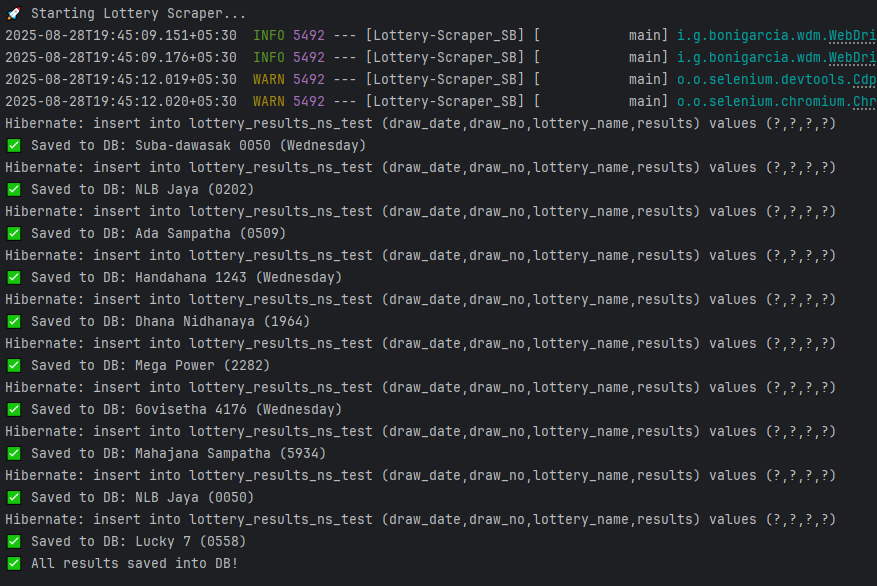 🚀 Starting Lottery Scraper...
2025-08-28T19:45:09.151+05:30  INFO 5492 --- [Lottery-Scraper_SB] [           main] i.g.bonigarcia.wdm.WebDri
2025-08-28T19:45:09.176+05:30  INFO 5492 --- [Lottery-Scraper_SB] [           main] i.g.bonigarcia.wdm.WebDri
2025-08-28T19:45:12.019+05:30  WARN 5492 --- [Lottery-Scraper_SB] [           main] o.o.selenium.devtools.Cdp
2025-08-28T19:45:12.020+05:30  WARN 5492 --- [Lottery-Scraper_SB] [           main] o.o.selenium.chromium.Chr
Hibernate: insert into lottery_results_ns_test (draw_date,draw_no,lottery_name,results) values (?,?,?,?)
✅ Saved to DB: Suba-dawasak 0050 (Wednesday)
Hibernate: insert into lottery_results_ns_test (draw_date,draw_no,lottery_name,results) values (?,?,?,?)
✅ Saved to DB: NLB Jaya (0202)
Hibernate: insert into lottery_results_ns_test (draw_date,draw_no,lottery_name,results) values (?,?,?,?)
✅ Saved to DB: Ada Sampatha (0509)
Hibernate: insert into lottery_results_ns_test (draw_date,draw_no,lottery_name,results) values (?,?,?,?)
✅ Saved to DB: Handahana 1243 (Wednesday)
Hibernate: insert into lottery_results_ns_test (draw_date,draw_no,lottery_name,results) values (?,?,?,?)
✅ Saved to DB: Dhana Nidhanaya (1964)
Hibernate: insert into lottery_results_ns_test (draw_date,draw_no,lottery_name,results) values (?,?,?,?)
✅ Saved to DB: Mega Power (2282)
Hibernate: insert into lottery_results_ns_test (draw_date,draw_no,lottery_name,results) values (?,?,?,?)
✅ Saved to DB: Govisetha 4176 (Wednesday)
Hibernate: insert into lottery_results_ns_test (draw_date,draw_no,lottery_name,results) values (?,?,?,?)
✅ Saved to DB: Mahajana Sampatha (5934)
Hibernate: insert into lottery_results_ns_test (draw_date,draw_no,lottery_name,results) values (?,?,?,?)
✅ Saved to DB: NLB Jaya (0050)
Hibernate: insert into lottery_results_ns_test (draw_date,draw_no,lottery_name,results) values (?,?,?,?)
✅ Saved to DB: Lucky 7 (0558)
✅ All results saved into DB!